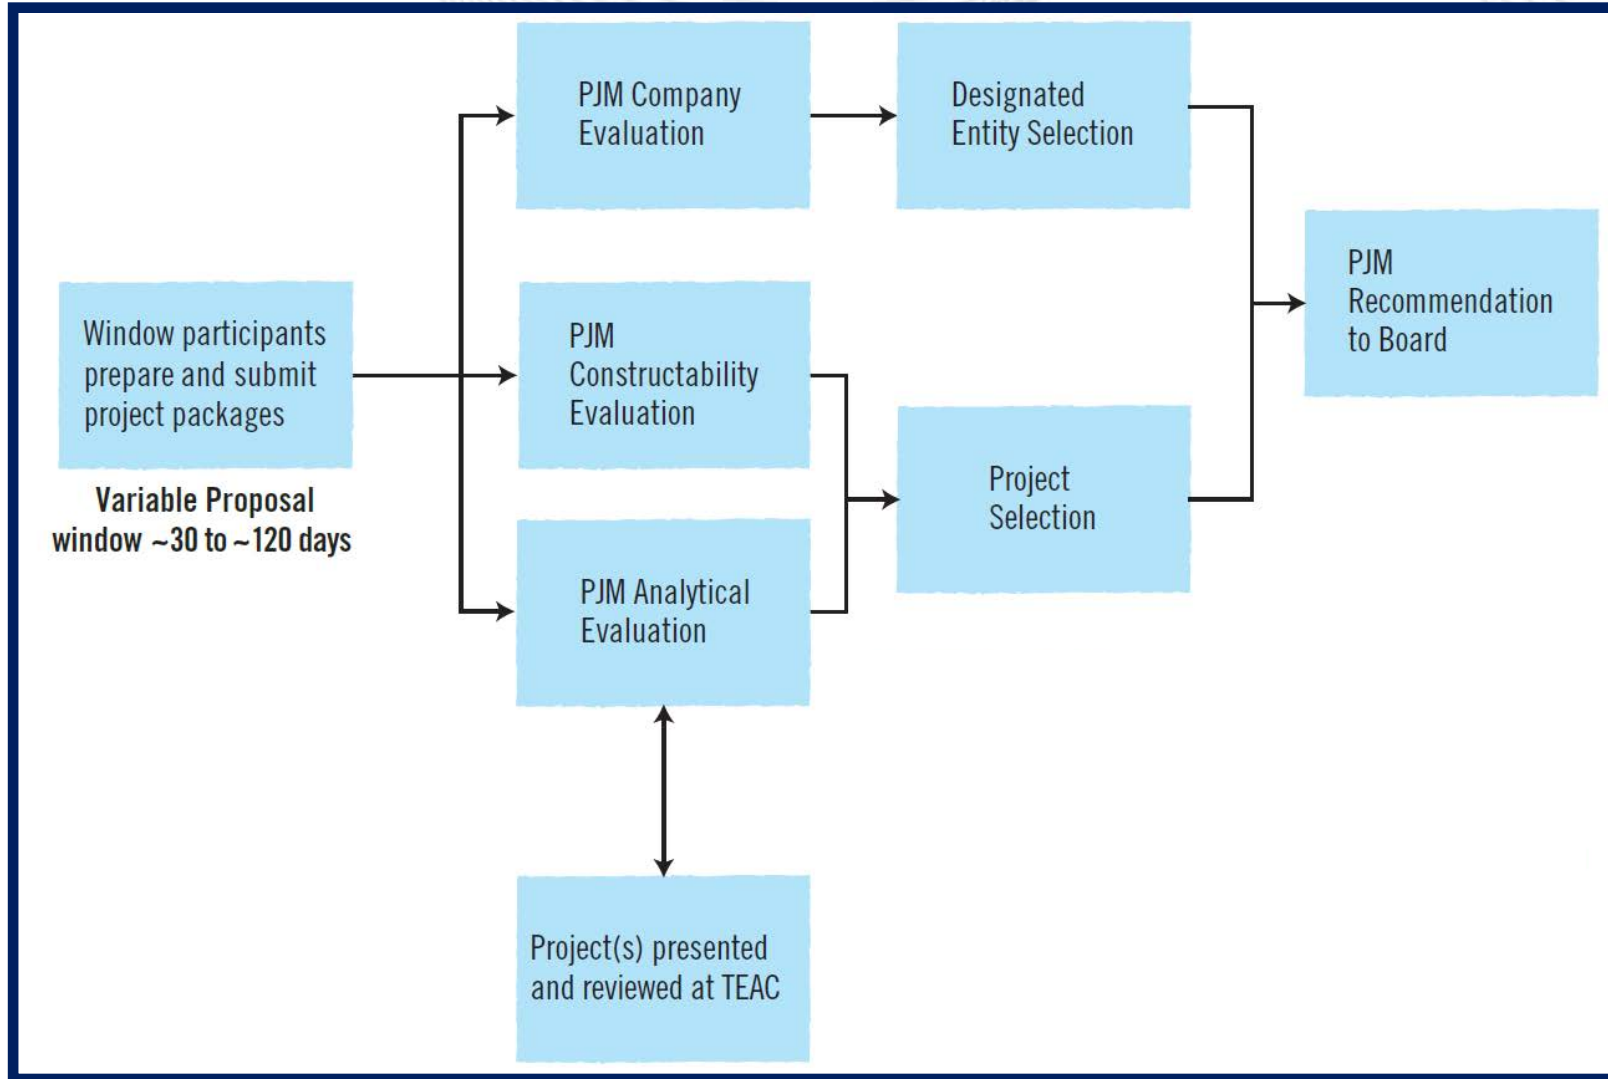 PJM Company
Evaluation
Designated
Entity Selection
PJM
Recommendation
to Board
Window participants
prepare and submit
project packages
Variable Proposal
window ~30 to ~120 days
PJM
Constructability
Evaluation
Project
Selection
PJM Analytical
Evaluation
Project(s) presented
and reviewed at TEAC